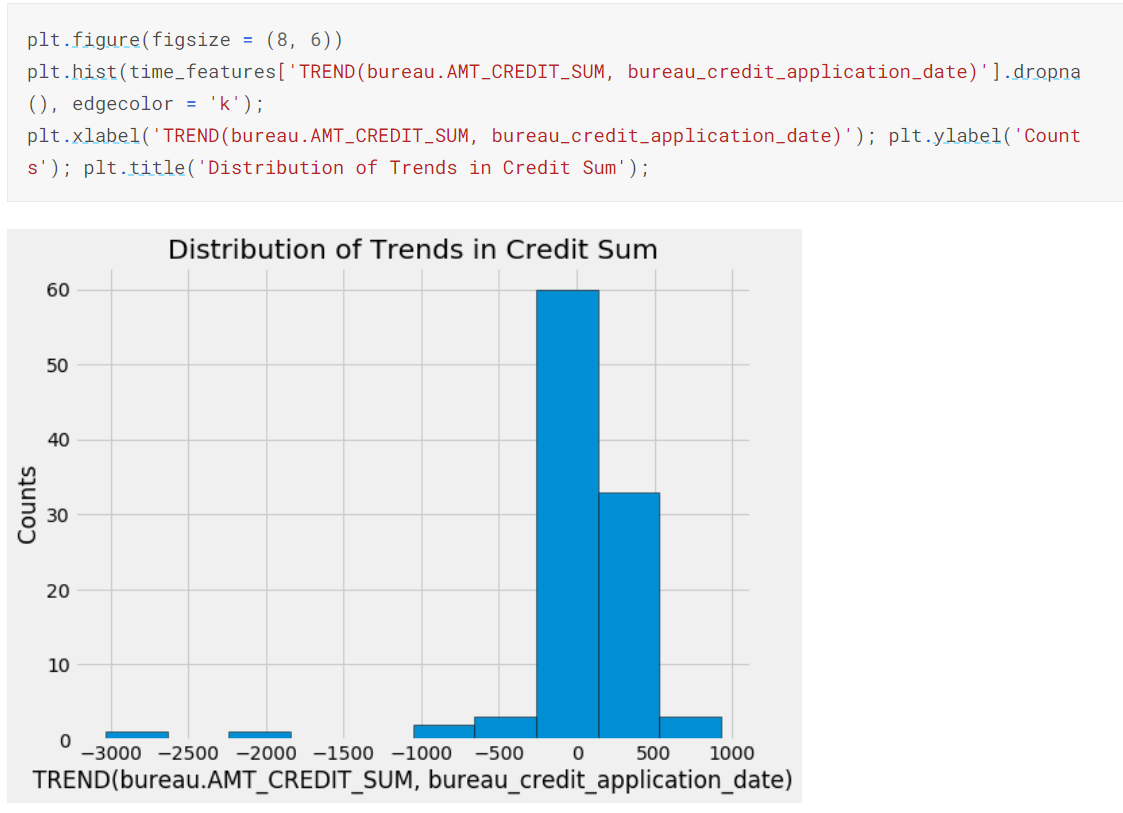 plt.figure(figsize = (8, 6))
plt.hist(time_features['TREND(bureau.AMT_CREDIT_SUM, bureau_credit_application_date)'].dropna
(), edgecolor = 'k');
plt.xlabel('TREND(bureau.AMT_CREDIT_SUM, bureau_credit_application_date)'); plt.ylabel('Count
s'); plt.title('Distribution of Trends in Credit Sum');
Distribution of Trends in Credit Sum
60
50
40
30
20
10
0
Counts
−3000 −2500 −2000 −1500 −1000 −500 0 500 1000
TREND(bureau.AMT_CREDIT_SUM, bureau_credit_application_date)